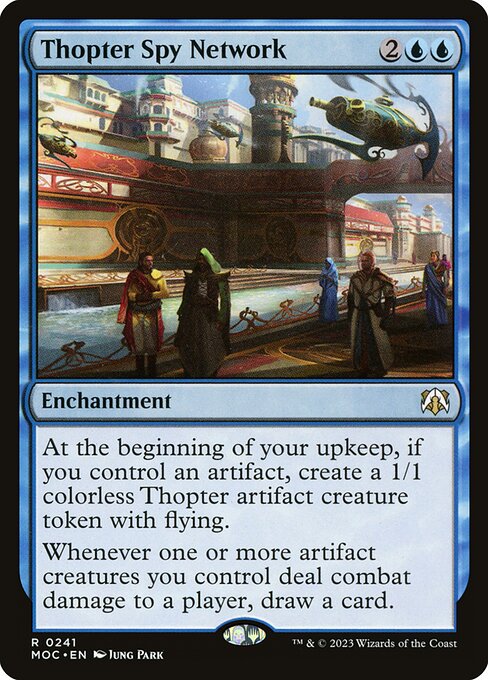 Thopter Spy Network 2
Enchantment
At the beginning of your upkeep, if
you control an artifact, create a 1/1
colorless Thopter artifact creature
token with flying.
Whenever one or more artifact
creatures you control deal combat
damage to a player, draw a card.
R 0241
MOC • EN Jung Park
™ & © 2023 Wizards of the Coast